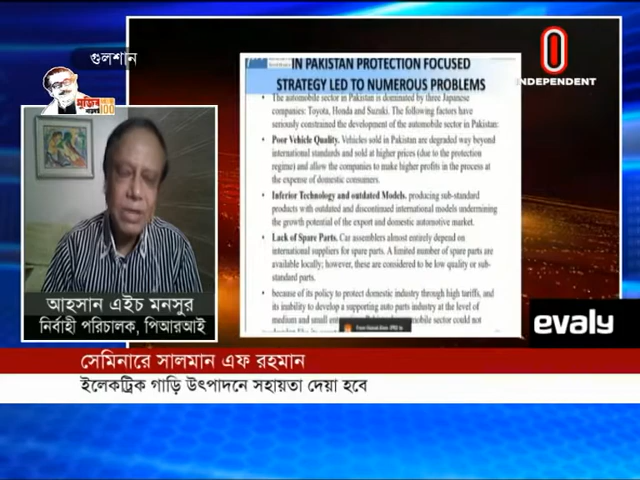 গুলশান
মুজিব
100
INDEPENDENT
IN PAKISTAN PROTECTION FOCUSED
STRATEGY LED TO NUMEROUS PROBLEMS
The automobile sector in Pakistan is dominated by three Japanese
companies: Toyota, Honda and Suzuki. The following factors have
seriously constrained the development of the automobile sector in Pakistan:
• Poor Vehicle Quality. Vehicles sold in Pakistan are degraded way beyond
international standards and sold at higher prices (due to the protection
regime) and allow the companies to make higher profits in the process at
the expense of domestic consumers.
• Inferior Technology and outdated Models. producing sub-standard
products with outdated and discontinued international models undermining
the growth potential of the export and domestic automotive market.
• Lack of Spare Parts. Car assemblers almost entirely depend on
international suppliers for spare parts. A limited number of spare parts are
available locally; however, these are considered to be low quality or sub-
standard parts.
• because of its policy to protect domestic industry through high tariffs, and
its inability to develop a supporting auto parts industry at the level of
medium and small sector could not
আহসান এইচ মনসুর
নির্বাহী পরিচালক, পিআরআই
evaly
সেমিনারে সালমান এফ রহমান
ইলেকট্রিক গাড়ি উৎপাদনে সহায়তা দেয়া হবে